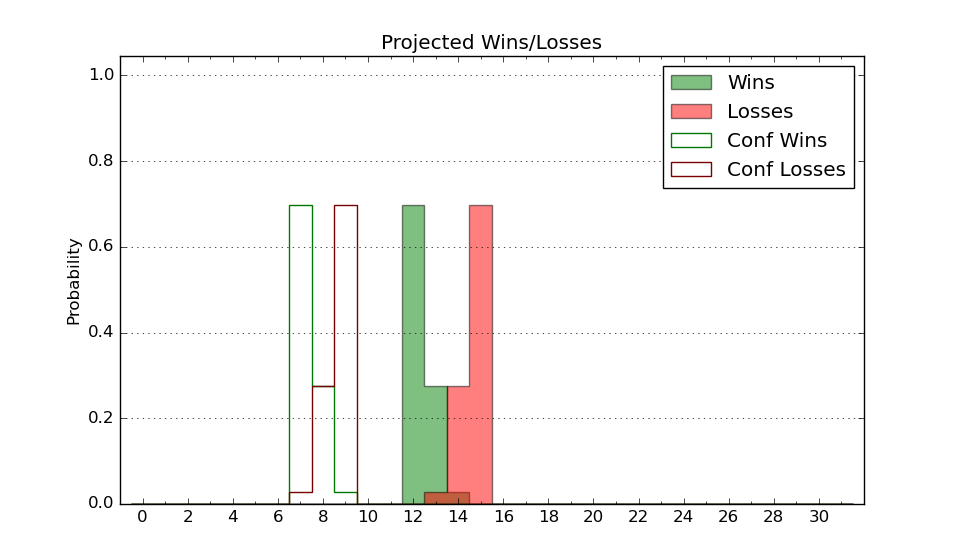 Projected Wins/Losses
1.0
0.8
0.6
0.4
0.2
0.0
Probability
Wins
Losses
Conf Wins
Conf Losses
0 2 4 6 8 10 12 14 16 18 20 22 24 26 28 30